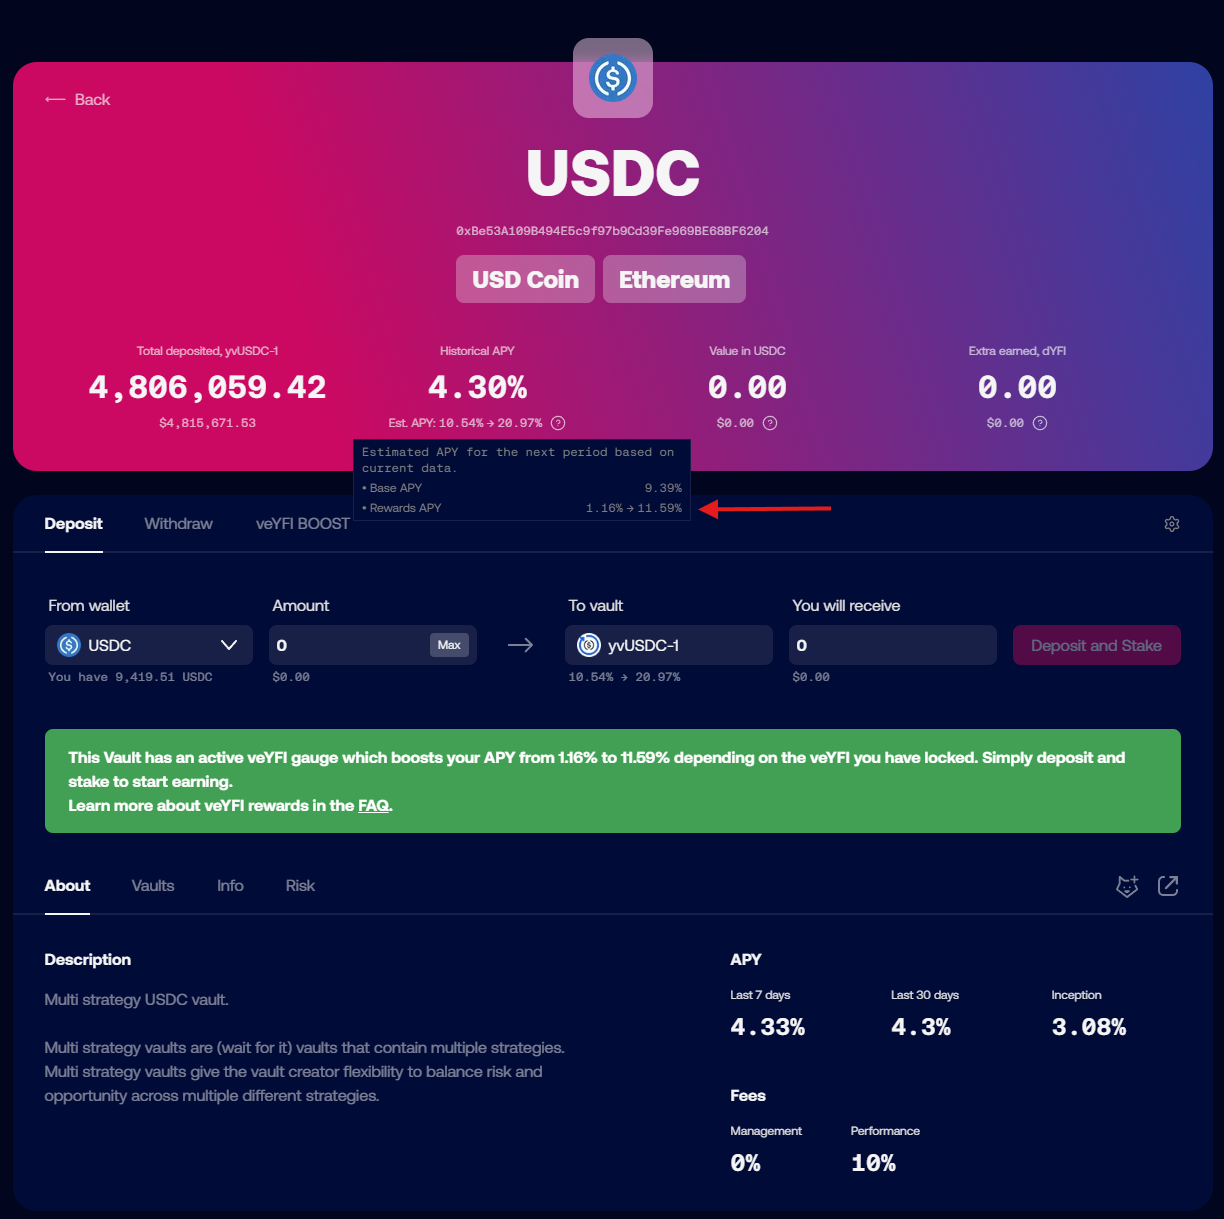 Back
USDC
0xBe53A109B494E5c9f97b9Cd39Fe969BE68BF6204
USD Coin Ethereum
Total deposited, yvUSDC-1
4,806,059.42
$4,815,671.53
Historical APY
4.30%
Est. APY: 10.54% → 20.97% ?
Value in USDC
0.00
$0.00 ?
Extra earned, dYFI
0.00
$0.00 ?
Estimated APY for the next period based on
current data.
• Base APY 9.39%
• Rewards APY 1.16% → 11.59%
Deposit Withdraw veYFI BOOST
From wallet
USDC
You have 9,419.51 USDC
Amount
0 Max
$0.00
To vault
yvUSDC-1
10.54% → 20.97%
You will receive
0
$0.00
Deposit and Stake
This Vault has an active veYFI gauge which boosts your APY from 1.16% to 11.59% depending on the veYFI you have locked. Simply deposit and
stake to start earning.
Learn more about veYFI rewards in the FAQ.
About Vaults Info Risk
Description
Multi strategy USDC vault.
Multi strategy vaults are (wait for it) vaults that contain multiple strategies.
Multi strategy vaults give the vault creator flexibility to balance risk and
opportunity across multiple different strategies.
APY
Last 7 days
4.33%
Last 30 days
4.3%
Inception
3.08%
Fees
Management
0%
Performance
10%